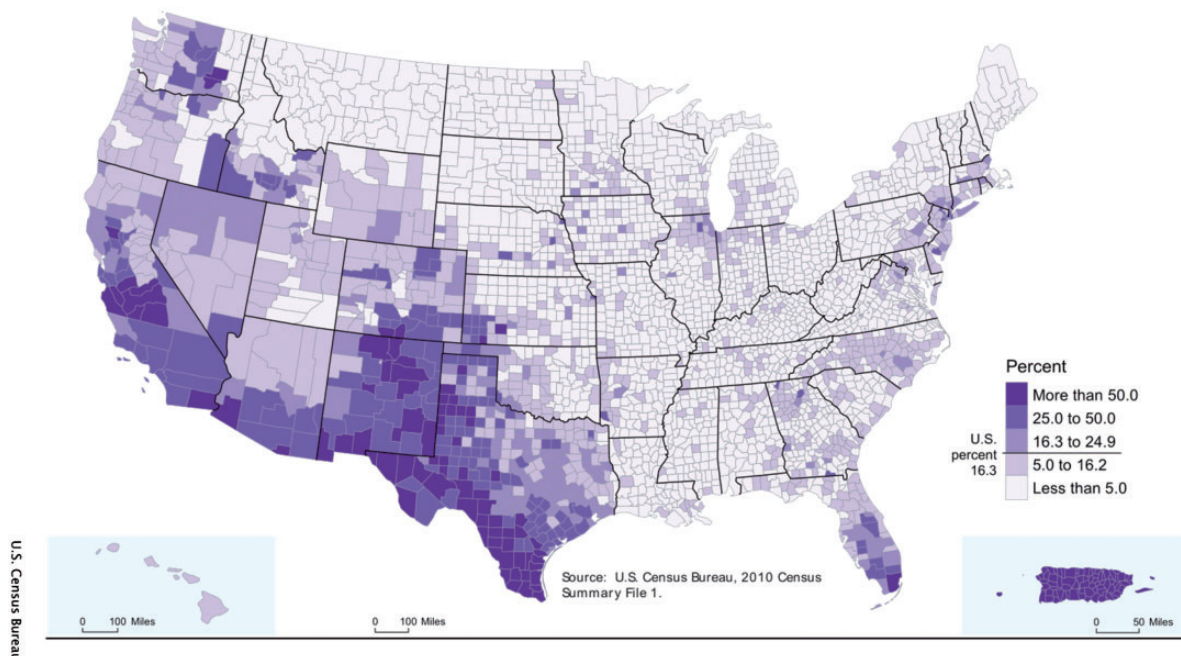 Percent
More than 50.0
25.0 to 50.0
16.3 to 24.9
5.0 to 16.2
Less than 5.0
U.S.
percent
16.3
Source: U.S. Census Bureau, 2010 Census
Summary File 1.
0 100 Miles
0 100 Miles
0 50 Miles
U.S. Census Bureau